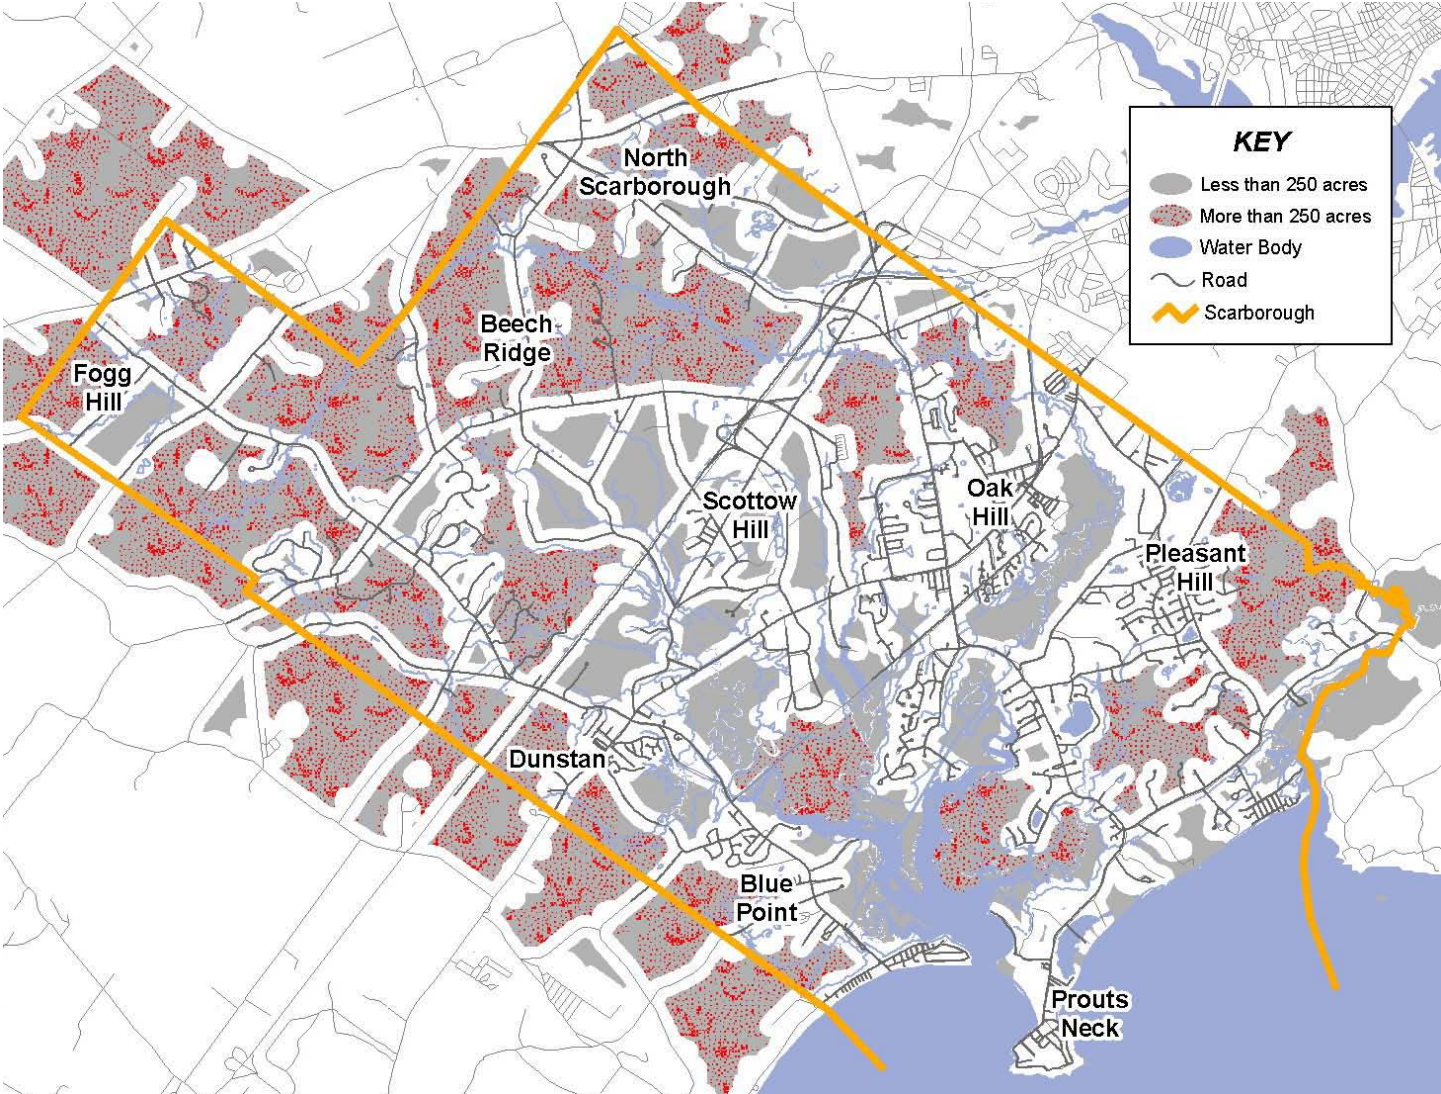 KEY
Less than 250 acres
More than 250 acres
Water Body
Road
Scarborough
North
Scarborough
Beech
Ridge
Fogg
Hill
Scottow
Hill
Oak
Hill
Pleasant
Hill
Dunstan
Blue
Point
Prouts
Neck